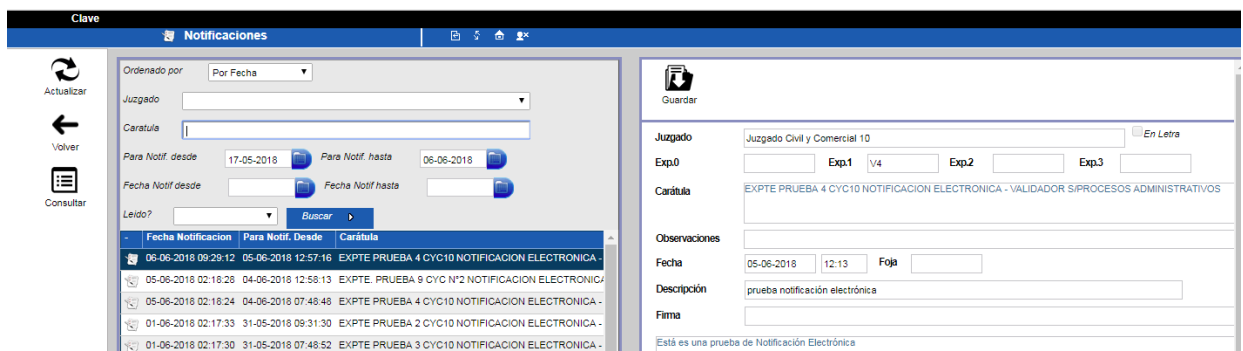 Clave
Notificaciones
Actualizar
Volver
Consultar
Ordenado por Por Fecha
Juzgado
Caratula
Para Notif. desde 17-05-2018 Para Notif. hasta 06-06-2018
Fecha Notif desde Fecha Notif hasta
Leido? Buscar
- Fecha Notificacion Para Notif. Desde Carátula
06-06-2018 09:29:12 05-06-2018 12:57:16 EXPTE PRUEBA 4 CYC10 NOTIFICACION ELECTRONICA -
05-06-2018 02:18:28 04-06-2018 12:58:13 EXPTE. PRUEBA 9 CYC N°2 NOTIFICACION ELECTRONICA
05-06-2018 02:18:24 04-06-2018 07:48:48 EXPTE PRUEBA 4 CYC10 NOTIFICACION ELECTRONICA -
01-06-2018 02:17:33 31-05-2018 09:31:30 EXPTE PRUEBA 2 CYC10 NOTIFICACION ELECTRONICA -
01-06-2018 02:17:30 31-05-2018 07:48:52 EXPTE PRUEBA 3 CYC10 NOTIFICACION ELECTRONICA -
Guardar
Juzgado Juzgado Civil y Comercial 10 En Letra
Exp.0 Exp.1 V4 Exp.2 Exp.3
Carátula EXPTE PRUEBA 4 CYC10 NOTIFICACION ELECTRONICA - VALIDADOR S/PROCESOS ADMINISTRATIVOS
Observaciones
Fecha 05-06-2018 12:13 Foja
Descripción prueba notificación electrónica
Firma
Está es una prueba de Notificación Electrónica